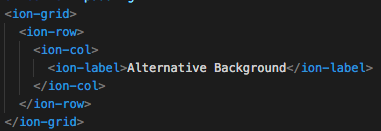 <ion-grid>
<ion-row>
<ion-col>
<ion-label>Alternative Background</ion-label>
</ion-col>
</ion-row>
</ion-grid>